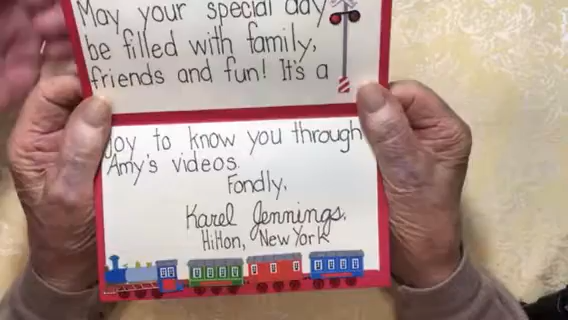 May your special day
be filled with family,
friends and fun! It's a
Joy to know you through
Amy's videos.
Fondly,
Karel Jennings,
Hilton, New York